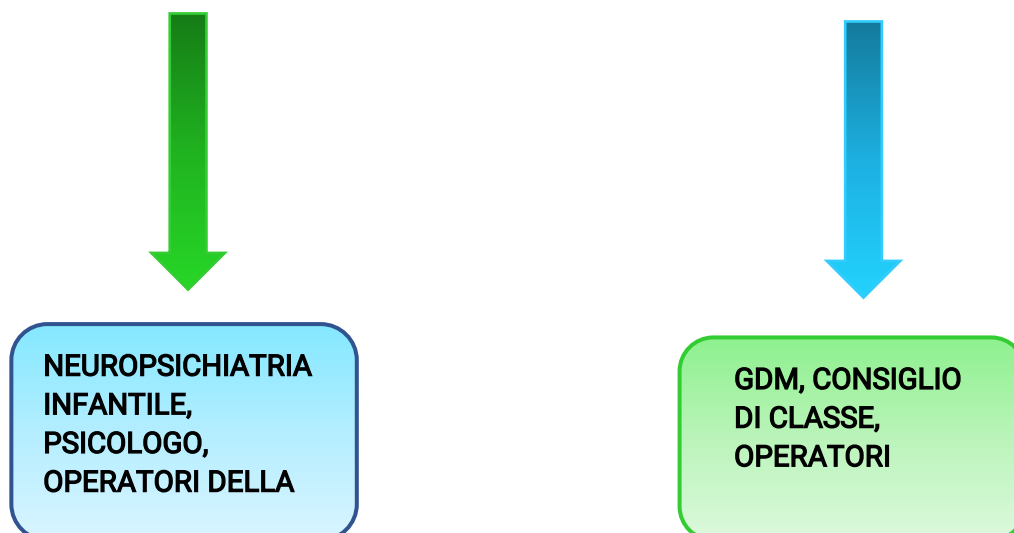 NEUROPSICHIATRIA
INFANTILE,
PSICOLOGO,
OPERATORI DELLA
GDM, CONSIGLIO
DI CLASSE,
OPERATORI